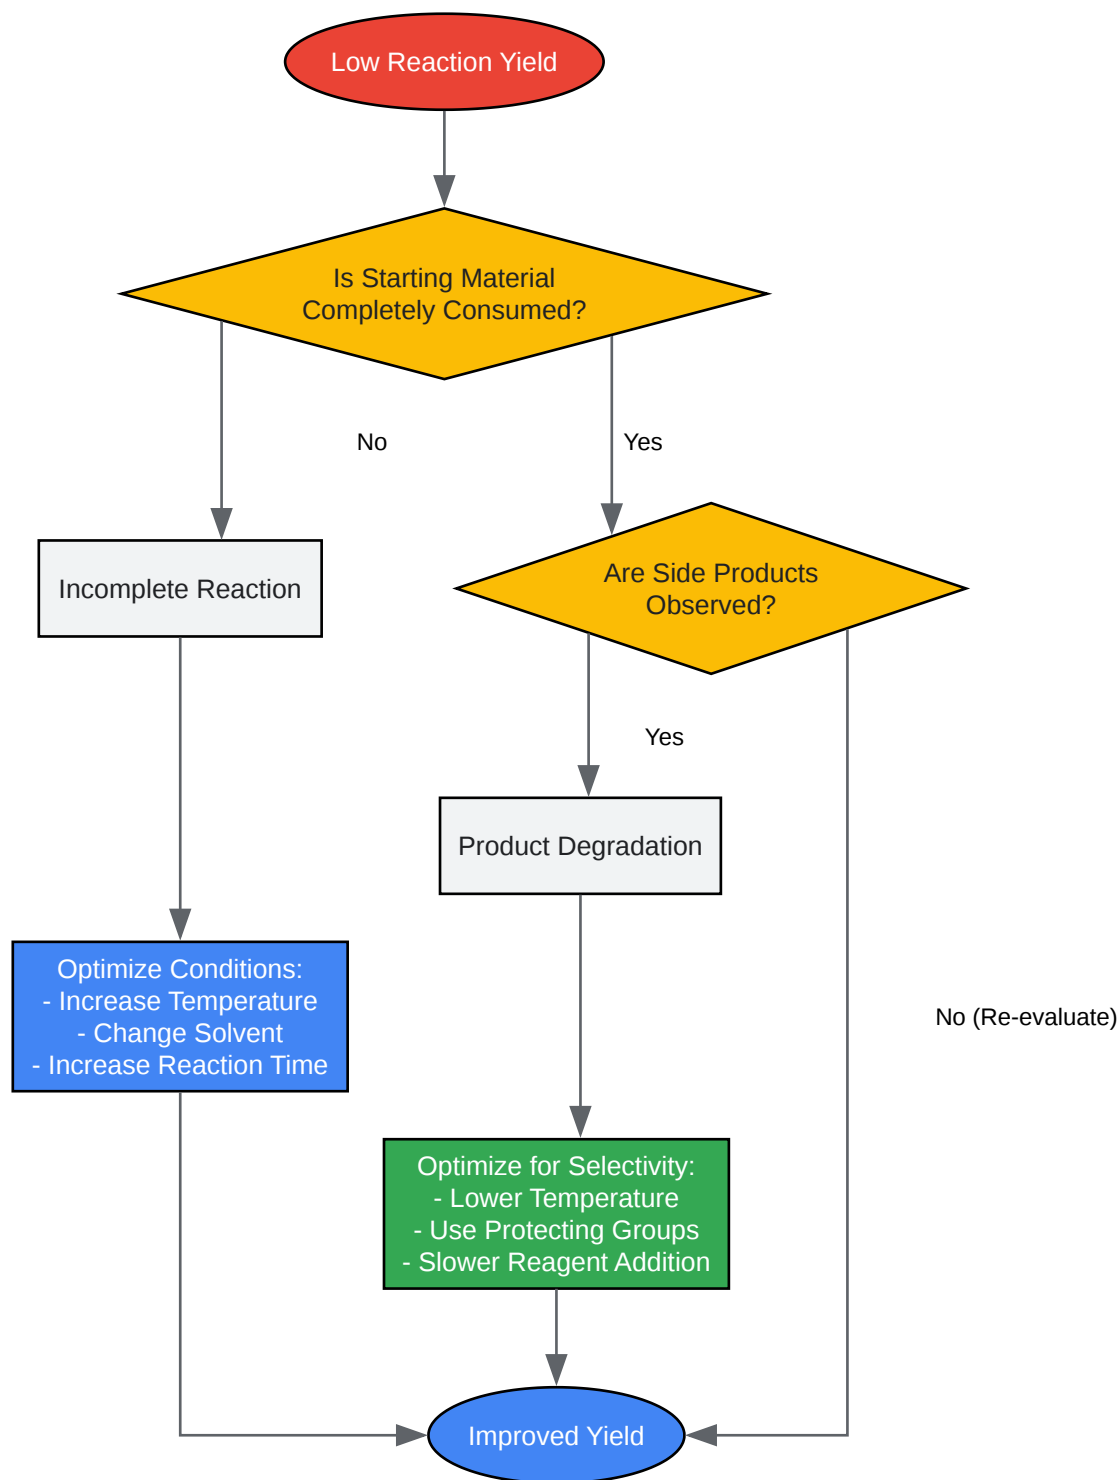 Low Reaction Yield
Is Starting Material
Completely Consumed?
No
Yes
Incomplete Reaction
Are Side Products
Observed?
Yes
Product Degradation
Optimize Conditions:
- Increase Temperature
- Change Solvent
- Increase Reaction Time
No (Re-evaluate)
Optimize for Selectivity:
- Lower Temperature
- Use Protecting Groups
- Slower Reagent Addition
Improved Yield